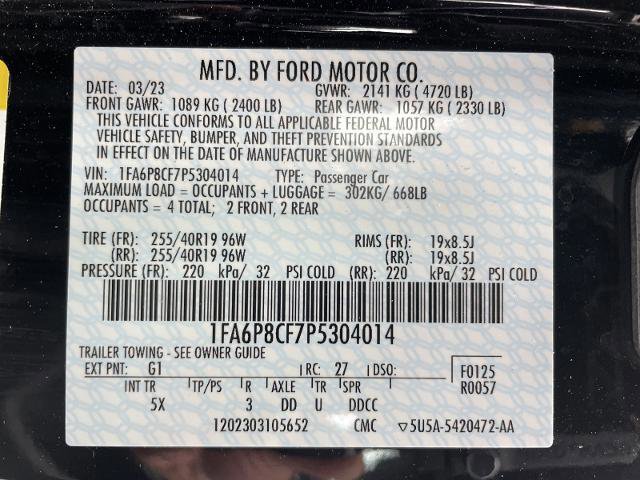 MFD. BY FORD MOTOR CO.
DATE: 03/23 GVWR: 2141 KG ( 4720 LB)
FRONT GAWR: 1089 KG ( 2400 LB) REAR GAWR: 1057 KG ( 2330 LB)
THIS VEHICLE CONFORMS TO ALL APPLICABLE FEDERAL MOTOR
VEHICLE SAFETY, BUMPER, AND THEFT PREVENTION STANDARDS
IN EFFECT ON THE DATE OF MANUFACTURE SHOWN ABOVE.
VIN: 1FA6P8CF7P5304014 TYPE: Passenger Car
MAXIMUM LOAD = OCCUPANTS + LUGGAGE = 302KG/ 668LB
OCCUPANTS = 4 TOTAL; 2 FRONT, 2 REAR
TIRE (FR): 255/40R19 96W RIMS (FR): 19x8.5J
(RR): 255/40R19 96W (RR): 19x8.5J
PRESSURE (FR): 220 kPa/ 32 PSI COLD (RR): 220 kPa/ 32 PSI COLD
1FA6P8CF7P5304014
TRAILER TOWING - SEE OWNER GUIDE
EXT PNT: G1 RC: 27 DSO: F0125
INT TR TP/PS R AXLE TR SPR R0057
5X 3 DD U DDCC
1202303105652 CMC ▽5U5A-5420472-AA